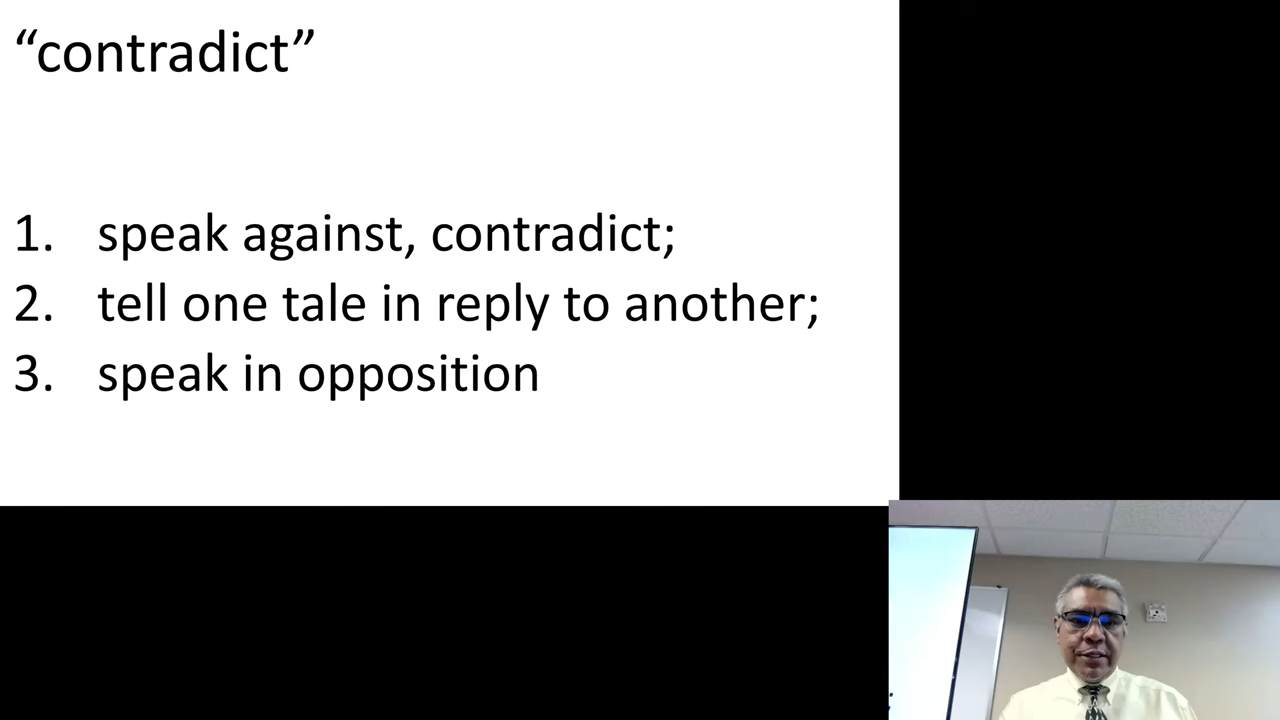 “contradict”
1. speak against, contradict;
2. tell one tale in reply to another;
3. speak in opposition